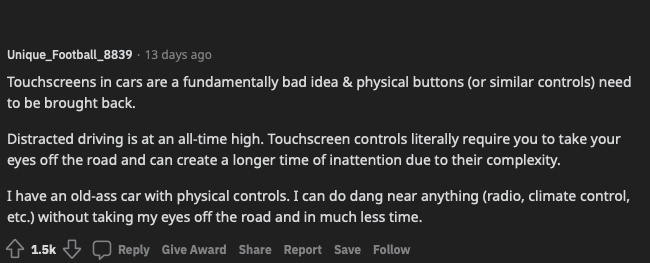 Unique_Football_8839 · 13 days ago
Touchscreens in cars are a fundamentally bad idea & physical buttons (or similar controls) need
to be brought back.
Distracted driving is at an all-time high. Touchscreen controls literally require you to take your
eyes off the road and can create a longer time of inattention due to their complexity.
I have an old-ass car with physical controls. I can do dang near anything (radio, climate control,
etc.) without taking my eyes off the road and in much less time.
1.5k Reply Give Award Share Report Save Follow